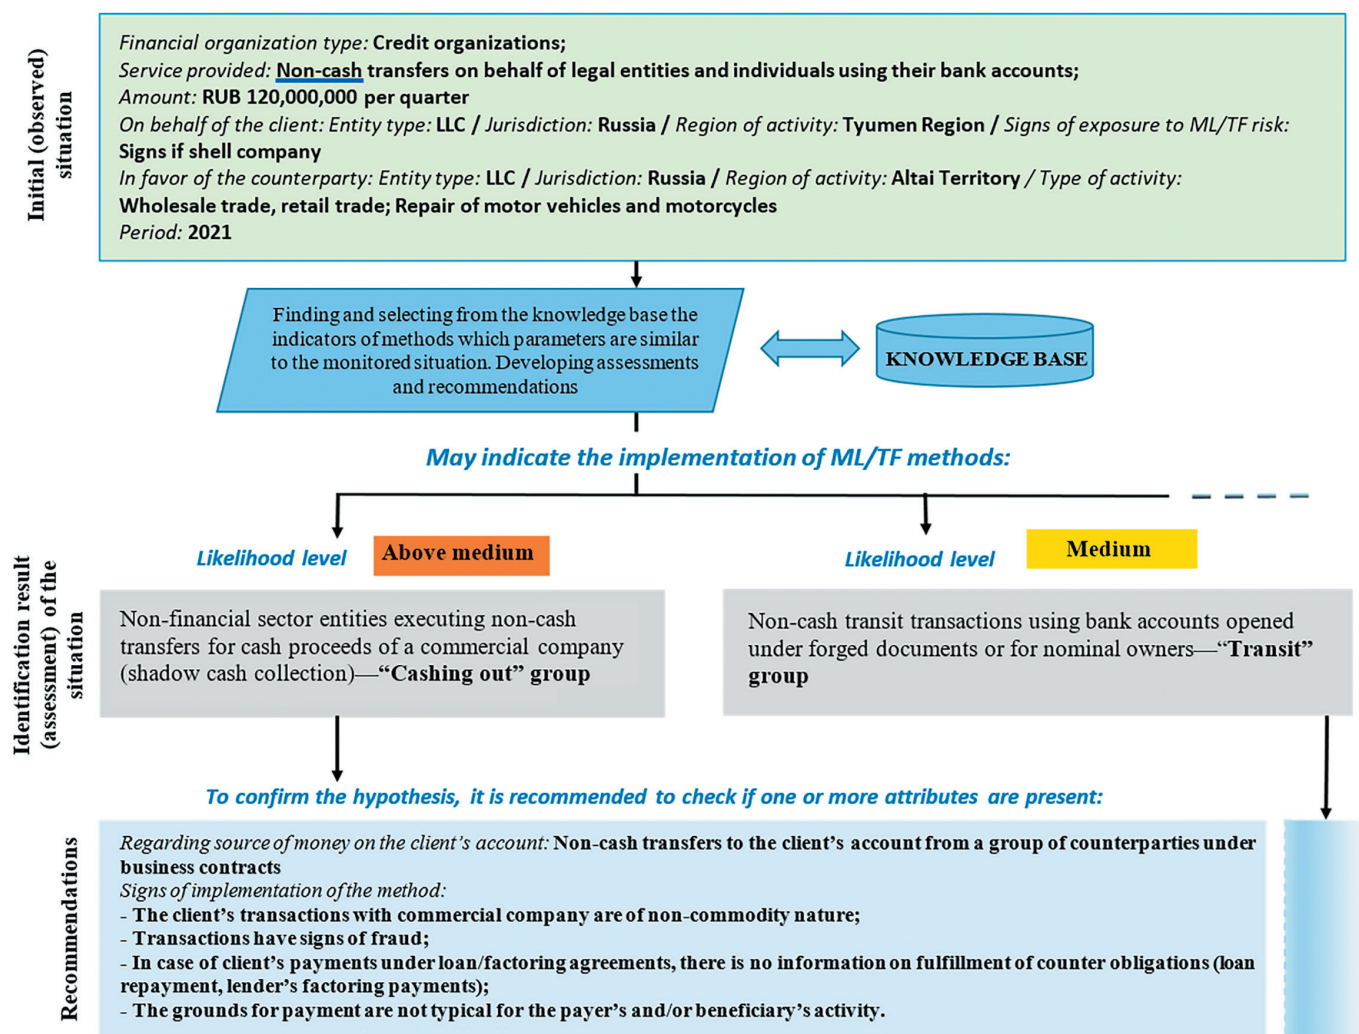 Initial (observed)
situation
Financial organization type: Credit organizations;
Service provided: Non-cash transfers on behalf of legal entities and individuals using their bank accounts;
Amount: RUB 120,000,000 per quarter
On behalf of the client: Entity type: LLC / Jurisdiction: Russia / Region of activity: Tyumen Region / Signs of exposure to ML/TF risk:
Signs if shell company
In favor of the counterparty: Entity type: LLC / Jurisdiction: Russia / Region of activity: Altai Territory / Type of activity:
Wholesale trade, retail trade; Repair of motor vehicles and motorcycles
Period: 2021
Finding and selecting from the knowledge base the
indicators of methods which parameters are similar
to the monitored situation. Developing assessments
and recommendations
KNOWLEDGE BASE
May indicate the implementation of ML/TF methods:
Identification result
(assessment) of the
situation
Likelihood level
Above medium
Likelihood level
Medium
Non-financial sector entities executing non-cash
transfers for cash proceeds of a commercial company
(shadow cash collection)—“Cashing out” group
Non-cash transit transactions using bank accounts opened
under forged documents or for nominal owners—“Transit”
group
To confirm the hypothesis, it is recommended to check if one or more attributes are present:
Recommendations
Regarding source of money on the client’s account: Non-cash transfers to the client’s account from a group of counterparties under
business contracts
Signs of implementation of the method:
- The client’s transactions with commercial company are of non-commodity nature;
- Transactions have signs of fraud;
- In case of client’s payments under loan/factoring agreements, there is no information on fulfillment of counter obligations (loan
repayment, lender’s factoring payments);
- The grounds for payment are not typical for the payer’s and/or beneficiary’s activity.